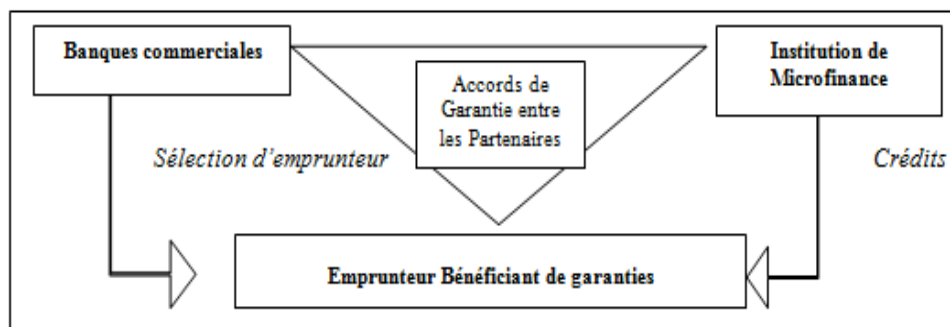 Banques commerciales
Institution de
Microfinance
Accords de
Garantie entre
les Partenaires
Sélection d'emprunteur
Crédits
Emprunteur Bénéficiant de garanties